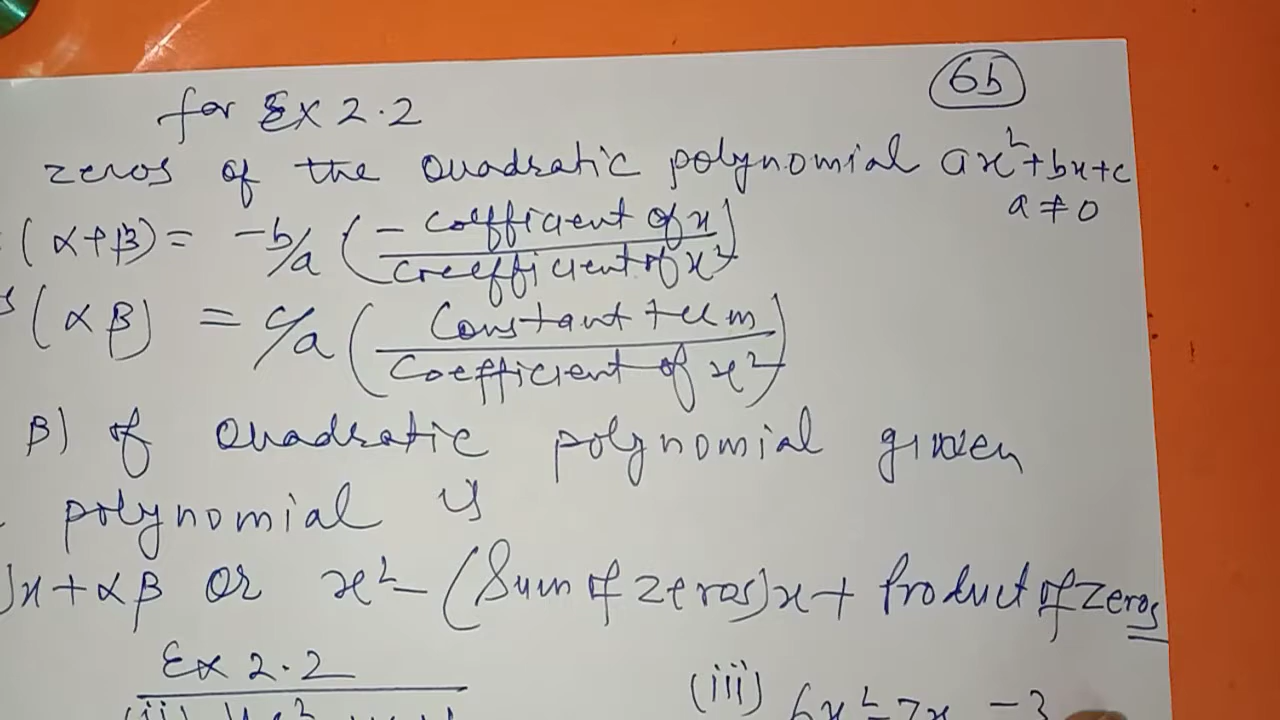 65
for Ex 2.2
zeros of the Quadratic polynomial ax²+bx+c
a ≠ 0
(α+β) = -b/a (- coefficient of x / coefficient of x²)
(αβ) = c/a (Constant term / Coefficient of x²)
β) of Quadratic polynomial given
polynomial is
)x + αβ or x² - (Sum of zeros)x + Product of zeros
Ex 2.2
(iii) 6x² - 7x - 3